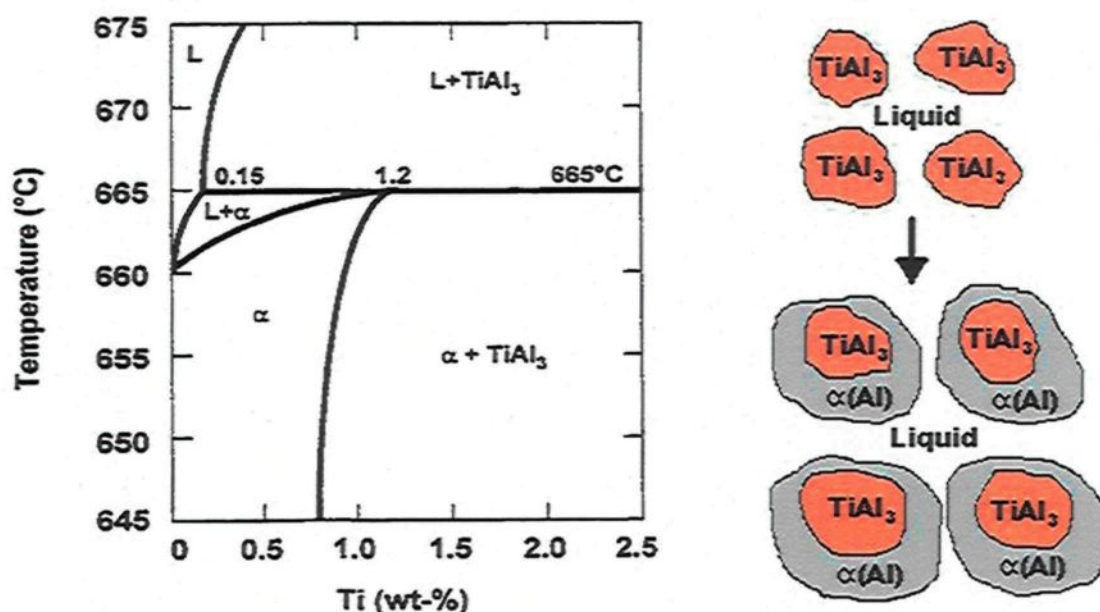 Temperature (°C)
675
670
665
660
655
650
645
L
L+TiAl₃
0.15
1.2
665°C
L+α
α
α + TiAl₃
0
0.5
1.0
1.5
2.0
2.5
Ti (wt-%)
TiAl₃
TiAl₃
Liquid
TiAl₃
TiAl₃
TiAl₃
TiAl₃
α(Al)
α(Al)
Liquid
TiAl₃
TiAl₃
α(Al)
α(Al)